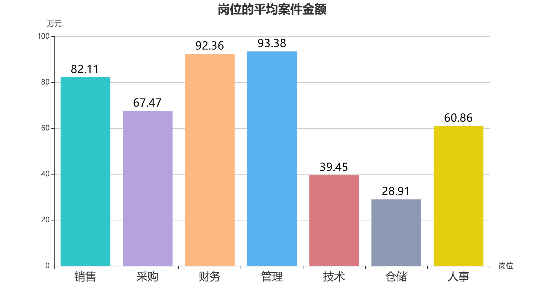 岗位的平均案件金额
万元
100
80
60
40
20
0
82.11
67.47
92.36
93.38
39.45
28.91
60.86
销售
采购
财务
管理
技术
仓储
人事
岗位